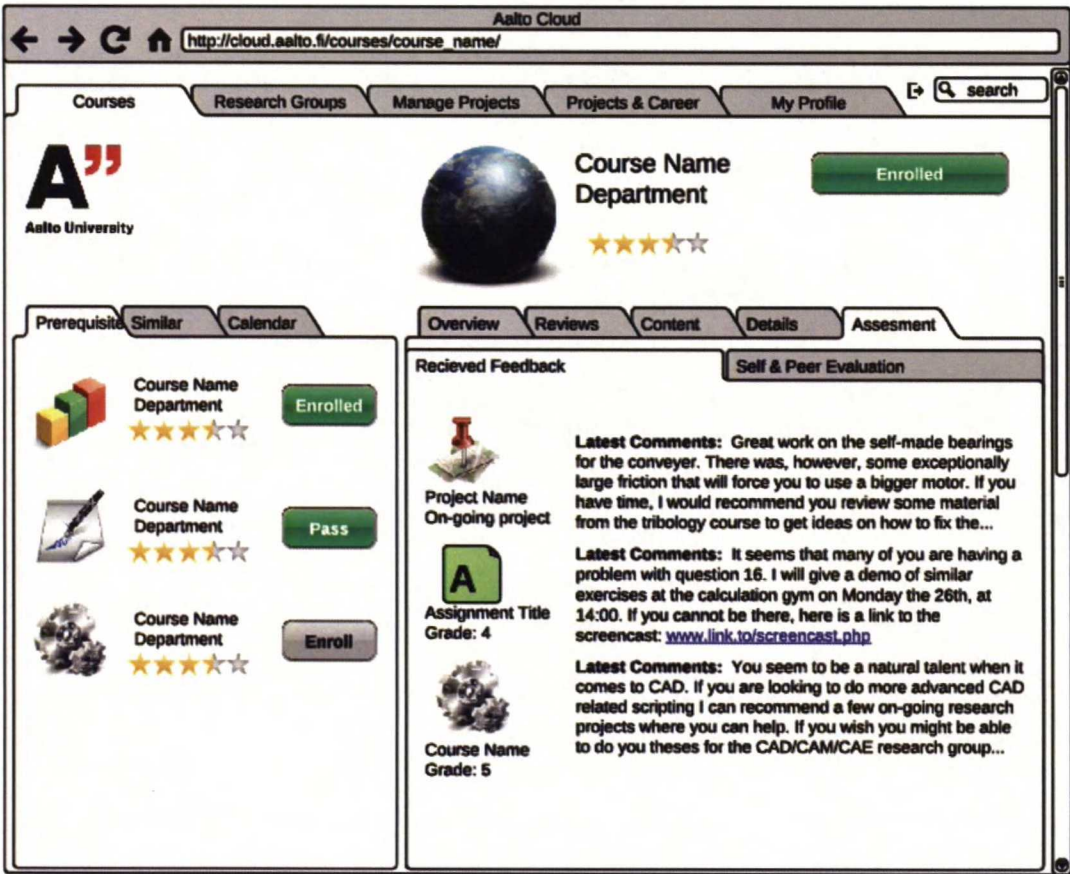 Aalto Cloud
http://cloud.aalto.fi/courses/course_name/
Courses
Research Groups
Manage Projects
Projects & Career
My Profile
search
A”
Aalto University
Course Name
Department
Enrolled
Prerequisite
Similar
Calendar
Course Name
Department
Enrolled
Course Name
Department
Pass
Course Name
Department
Enroll
Overview
Reviews
Content
Details
Assesment
Recieved Feedback
Self & Peer Evaluation
Project Name
On-going project
Latest Comments: Great work on the self-made bearings
for the conveyer. There was, however, some exceptionally
large friction that will force you to use a bigger motor. If you
have time, I would recommend you review some material
from the tribology course to get ideas on how to fix the...
A
Assignment Title
Grade: 4
Latest Comments: It seems that many of you are having a
problem with question 16. I will give a demo of similar
exercises at the calculation gym on Monday the 26th, at
14:00. If you cannot be there, here is a link to the
screencast: www.link.to/screencast.php
Course Name
Grade: 5
Latest Comments: You seem to be a natural talent when it
comes to CAD. If you are looking to do more advanced CAD
related scripting I can recommend a few on-going research
projects where you can help. If you wish you might be able
to do you theses for the CAD/CAM/CAE research group...